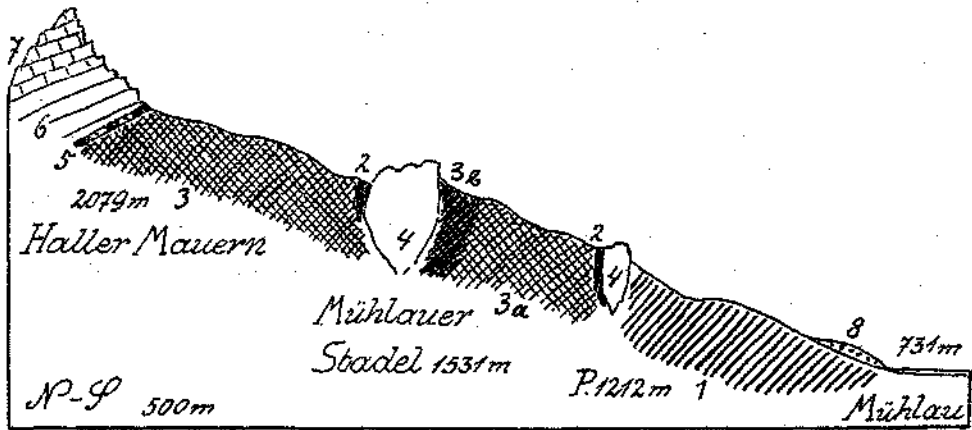 7
6
5
2079m 3
Haller Mauern
2
4
3b
3a
Mühlauer
Stadel 1531m
2
4
P.1212m 1
8
731m
Mühlau
N-S 500m